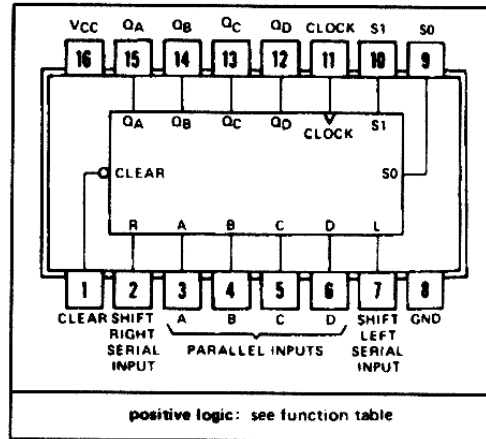 VCC QA QB QC QD CLOCK S1 S0
16 15 14 13 12 11 10 9
QA QB QC QD CLOCK S1
CLEAR S0
R A B C D L
1 2 3 4 5 6 7 8
CLEAR SHIFT RIGHT SERIAL INPUT A B C D SHIFT LEFT SERIAL INPUT GND
PARALLEL INPUTS
positive logic: see function table